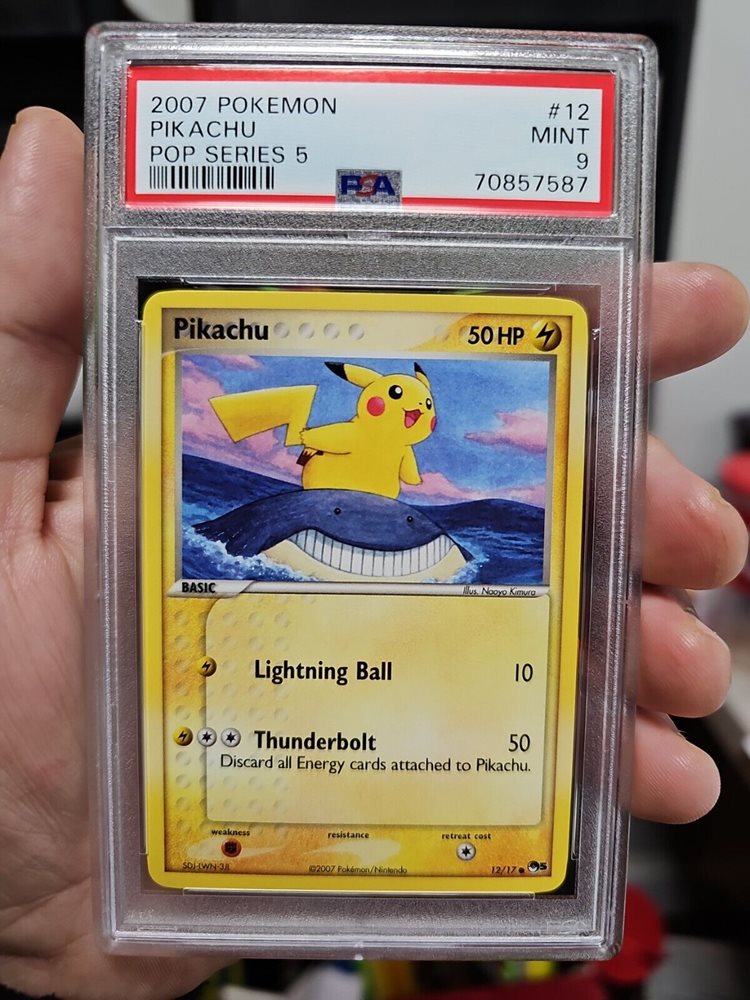 2007 POKEMON #12
PIKACHU MINT
POP SERIES 5 9
PSA 70857587
Pikachu 50 HP
BASIC Illus. Naoyo Kimura
Lightning Ball 10
Thunderbolt 50
Discard all Energy cards attached to Pikachu.
weakness resistance retreat cost
©2007 Pokémon/Nintendo 12/17 5